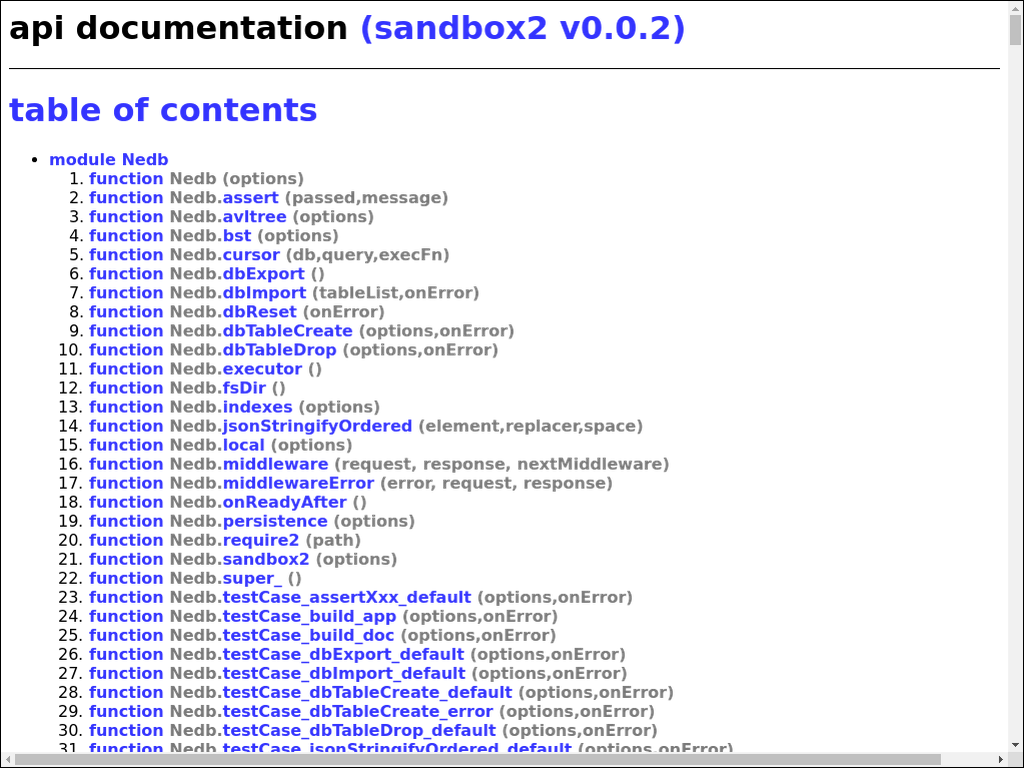 api documentation (sandbox2 v0.0.2)
table of contents
• module Nedb
1. function Nedb (options)
2. function Nedb.assert (passed,message)
3. function Nedb.avltree (options)
4. function Nedb.bst (options)
5. function Nedb.cursor (db,query,execFn)
6. function Nedb.dbExport ()
7. function Nedb.dbImport (tableList,onError)
8. function Nedb.dbReset (onError)
9. function Nedb.dbTableCreate (options,onError)
10. function Nedb.dbTableDrop (options,onError)
11. function Nedb.executor ()
12. function Nedb.fsDir ()
13. function Nedb.indexes (options)
14. function Nedb.jsonStringifyOrdered (element,replacer,space)
15. function Nedb.local (options)
16. function Nedb.middleware (request, response, nextMiddleware)
17. function Nedb.middlewareError (error, request, response)
18. function Nedb.onReadyAfter ()
19. function Nedb.persistence (options)
20. function Nedb.require2 (path)
21. function Nedb.sandbox2 (options)
22. function Nedb.super_ ()
23. function Nedb.testCase_assertXxx_default (options,onError)
24. function Nedb.testCase_build_app (options,onError)
25. function Nedb.testCase_build_doc (options,onError)
26. function Nedb.testCase_dbExport_default (options,onError)
27. function Nedb.testCase_dbImport_default (options,onError)
28. function Nedb.testCase_dbTableCreate_default (options,onError)
29. function Nedb.testCase_dbTableCreate_error (options,onError)
30. function Nedb.testCase_dbTableDrop_default (options,onError)
31. function Nedb.testCase_jsonStringifyOrdered_default (options,onError)